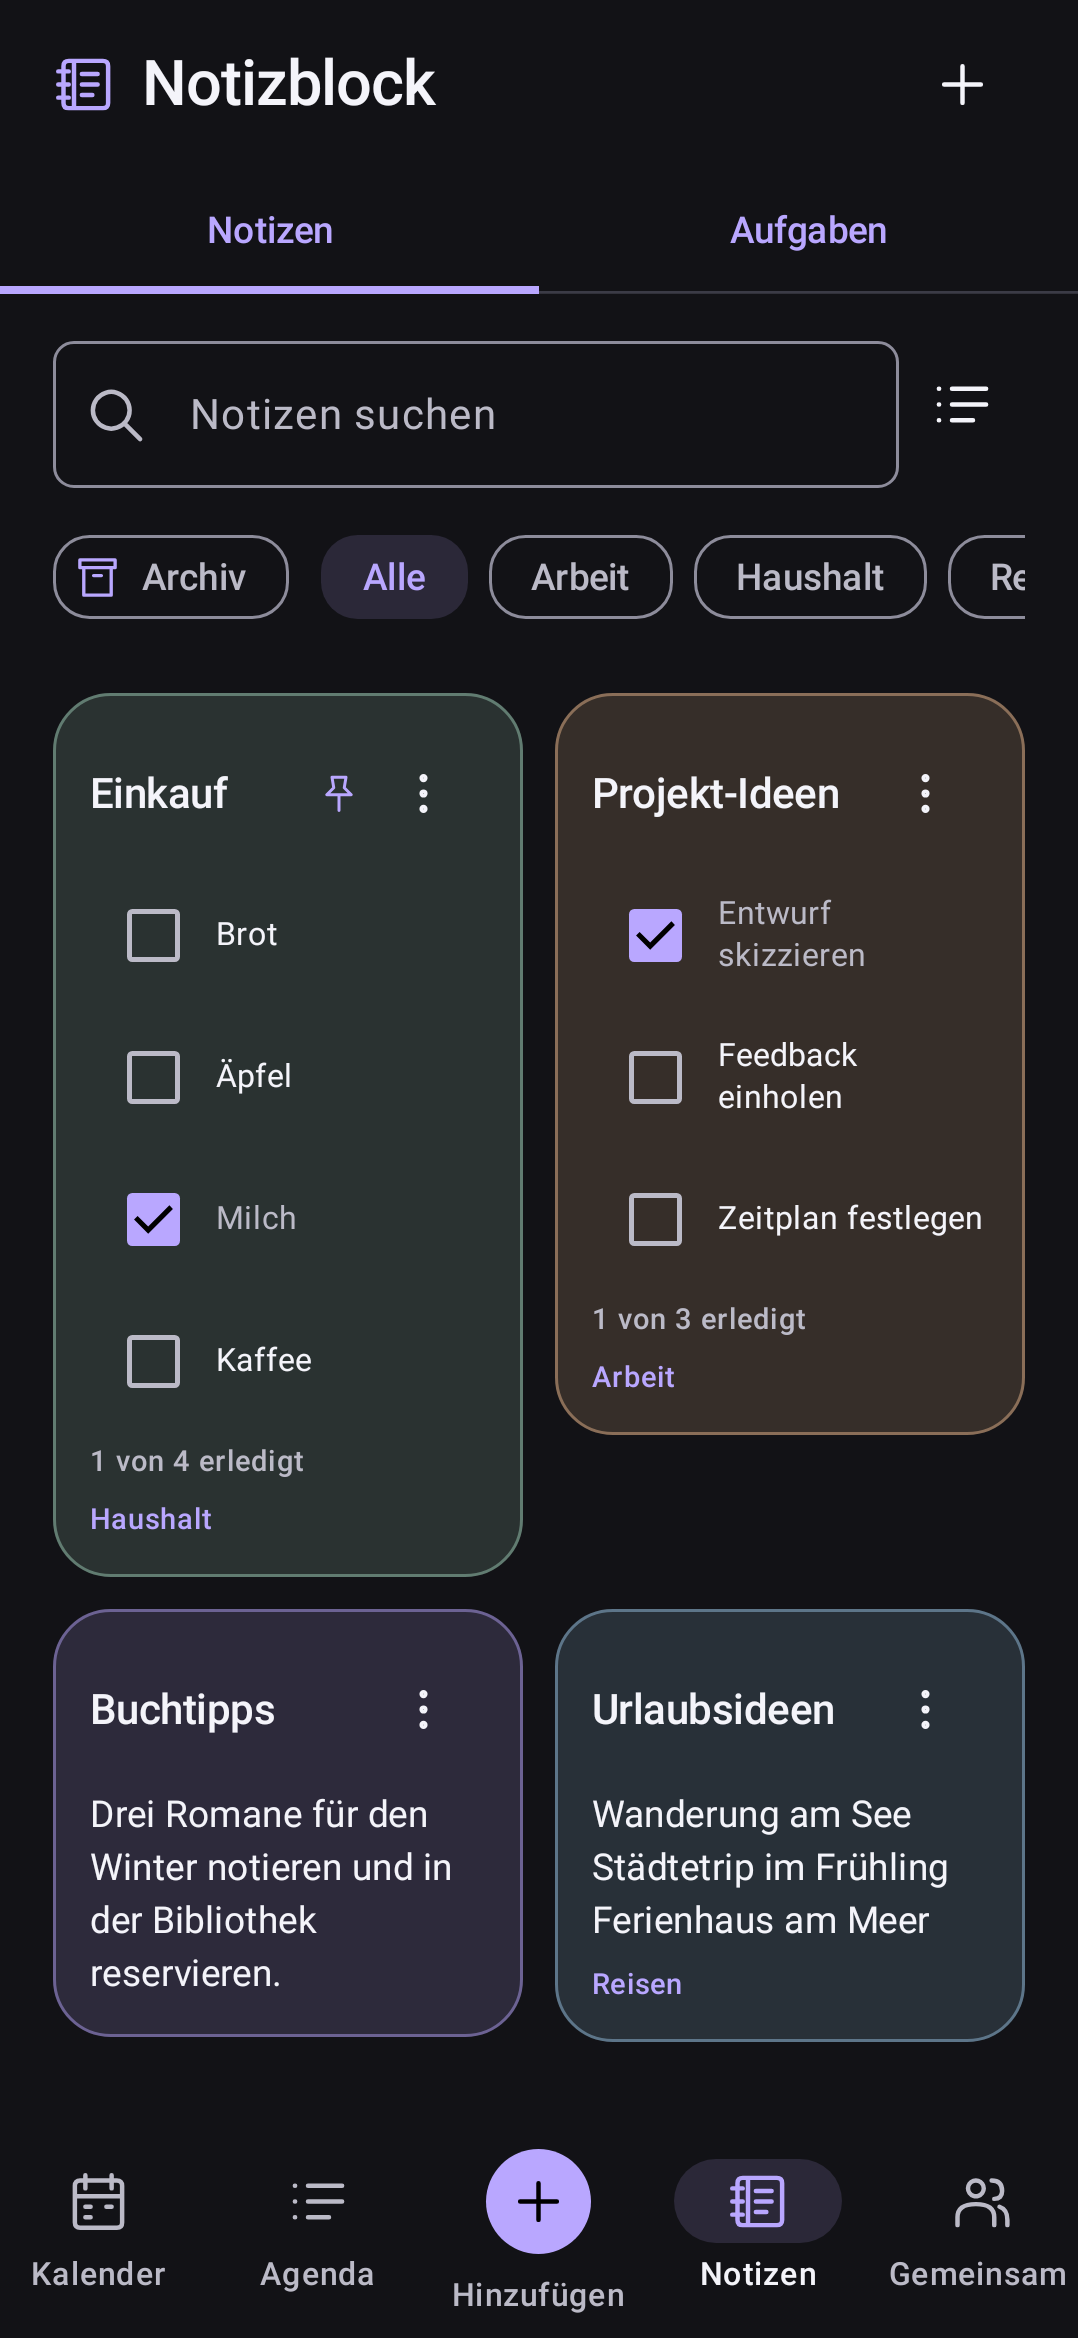 Notizblock
Notizen
Aufgaben
Notizen suchen
Archiv
Alle
Arbeit
Haushalt
Re
Einkauf
Brot
Äpfel
Milch
Kaffee
1 von 4 erledigt
Haushalt
Projekt-Ideen
Entwurf
skizzieren
Feedback
einholen
Zeitplan festlegen
1 von 3 erledigt
Arbeit
Buchtipps
Drei Romane für den
Winter notieren und in
der Bibliothek
reservieren.
Urlaubsideen
Wanderung am See
Städtetrip im Frühling
Ferienhaus am Meer
Reisen
Kalender
Agenda
Hinzufügen
Notizen
Gemeinsam